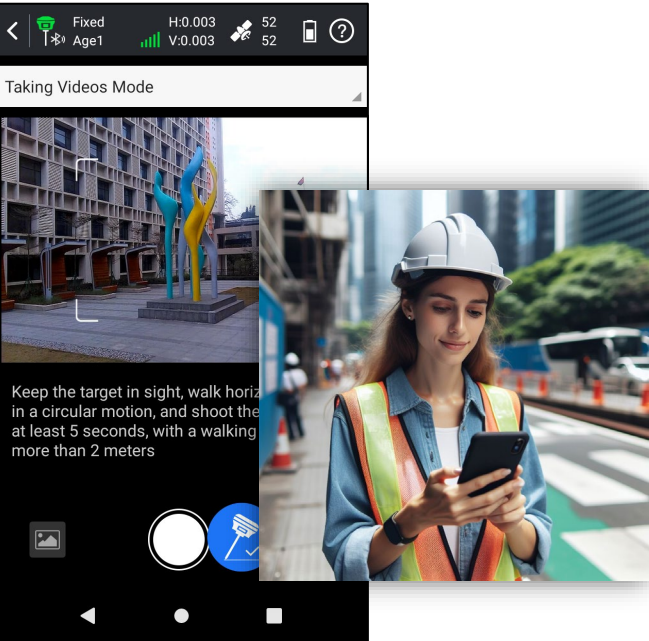 Fixed
H:0.003
52
Age1
V:0.003
52
Taking Videos Mode
Keep the target in sight, walk horiz
in a circular motion, and shoot the
at least 5 seconds, with a walking
more than 2 meters